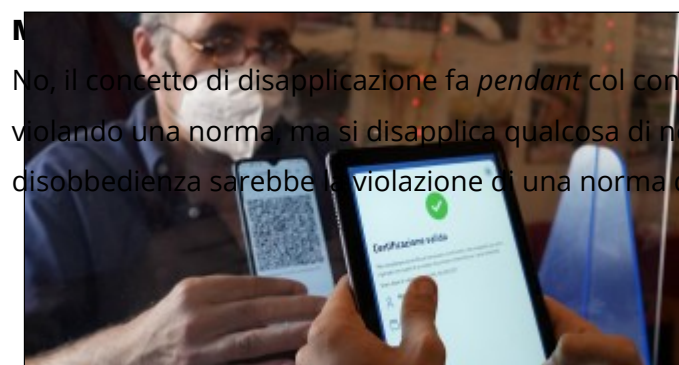 M
No, il concetto di disapplicazione fa pendant col con
violando una norma, ma si disapplica qualcosa di n
disobbedienza sarebbe la violazione di una norma
Certificazione valida